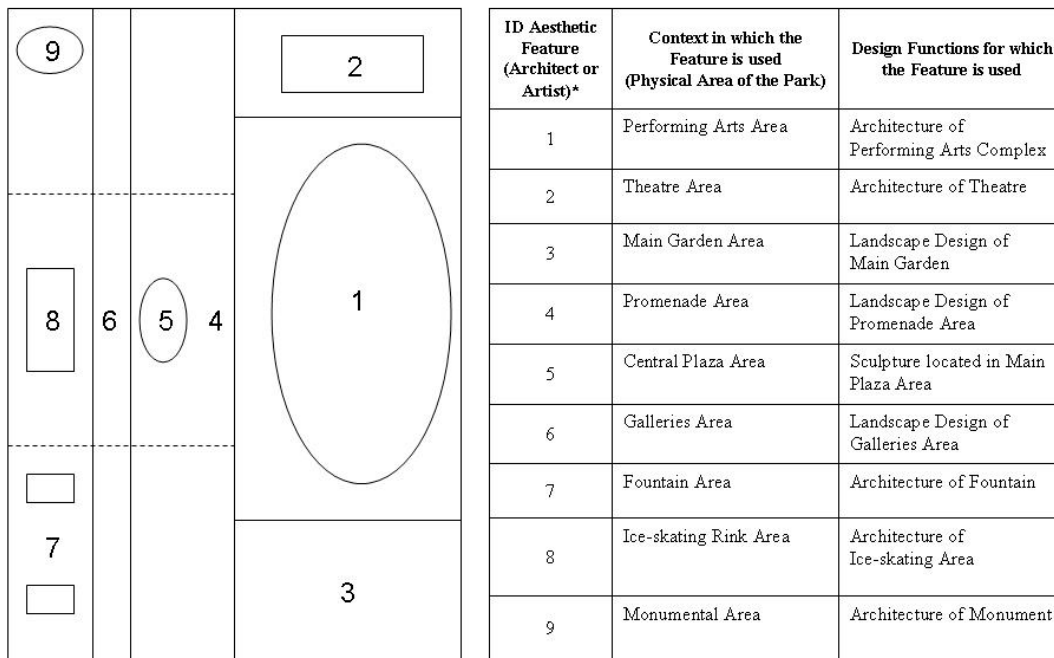 9
2
8
6
5
4
1
7
3
ID Aesthetic
Feature
(Architect or
Artist)*
Context in which the
Feature is used
(Physical Area of the Park)
Design Functions for which
the Feature is used
1
Performing Arts Area
Architecture of
Performing Arts Complex
2
Theatre Area
Architecture of Theatre
3
Main Garden Area
Landscape Design of
Main Garden
4
Promenade Area
Landscape Design of
Promenade Area
5
Central Plaza Area
Sculpture located in Main
Plaza Area
6
Galleries Area
Landscape Design of
Galleries Area
7
Fountain Area
Architecture of Fountain
8
Ice-skating Rink Area
Architecture of
Ice-skating Area
9
Monumental Area
Architecture of Monument